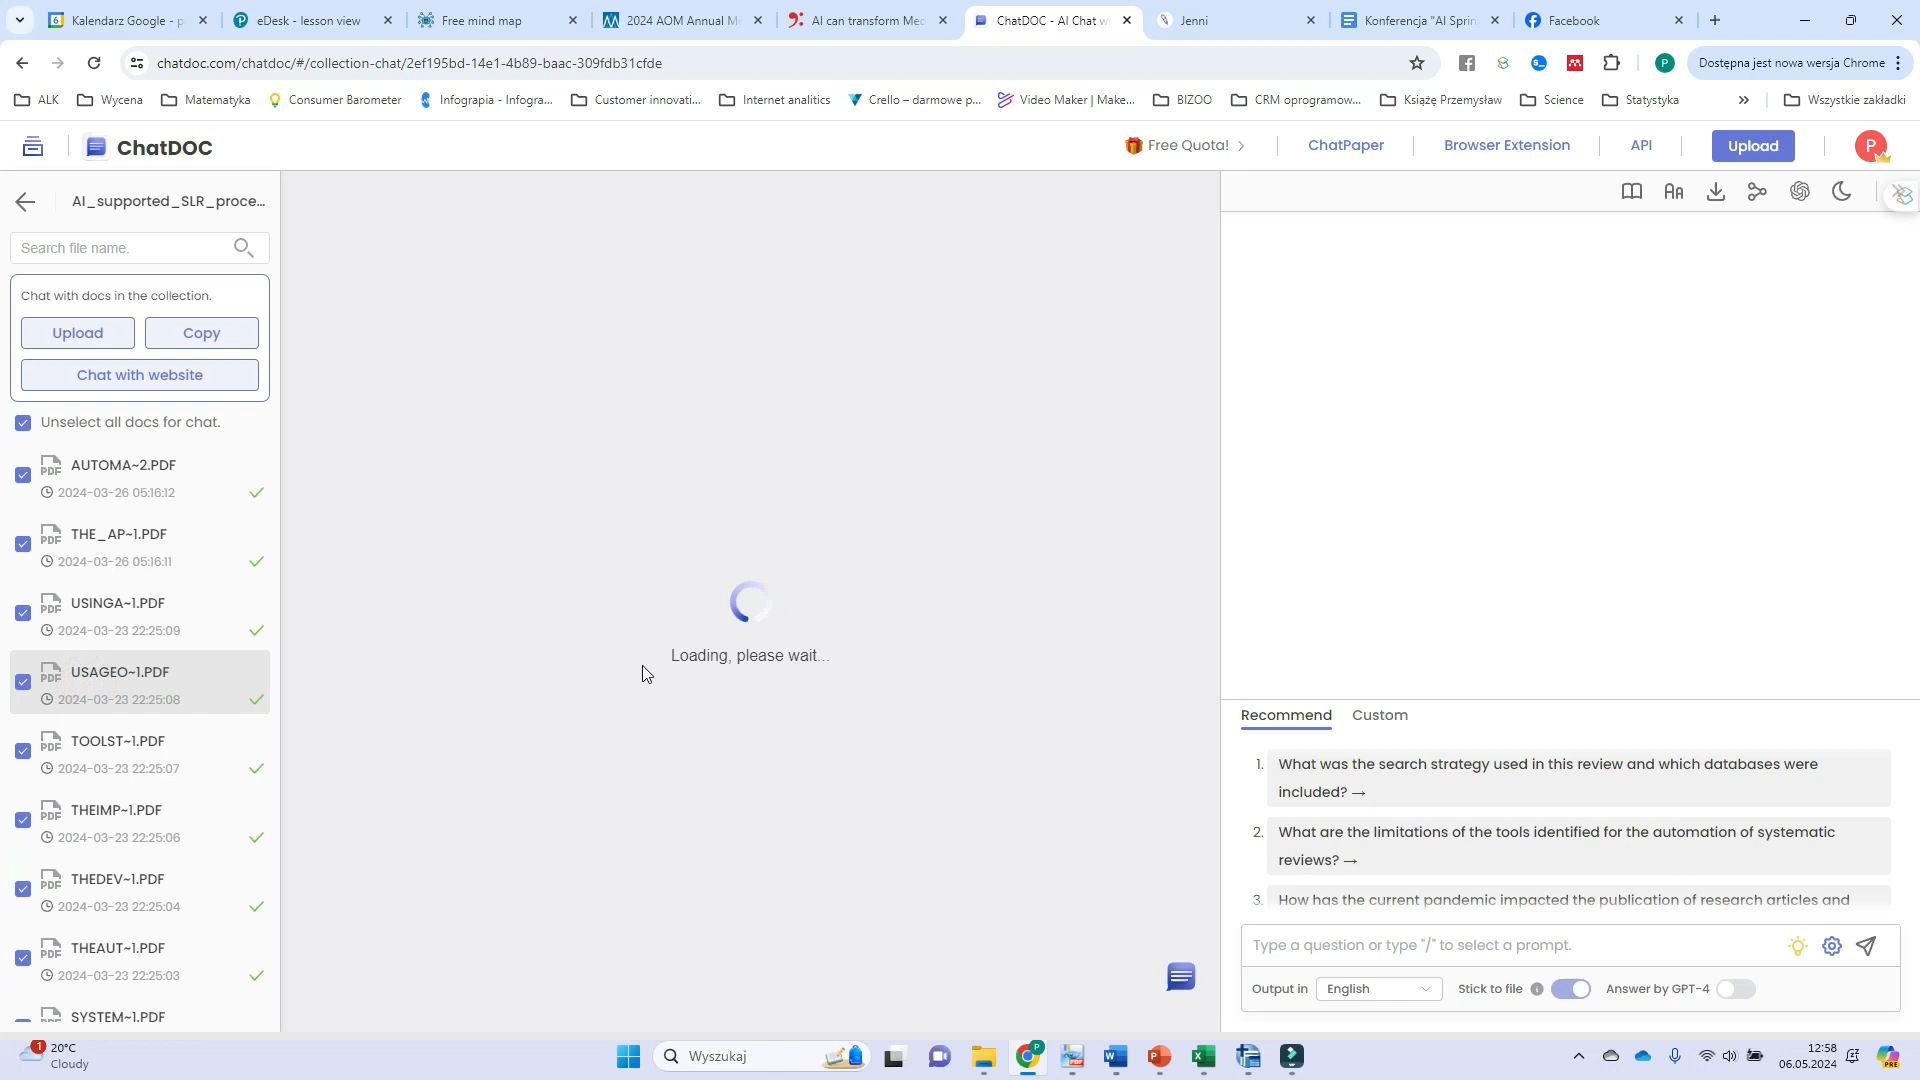 Kalendarz Google - p
eDesk - lesson view
Free mind map
2024 AOM Annual M
AI can transform Med
ChatDOC - AI Chat w
Jenni
Konferencja "AI Sprin
Facebook
chatdoc.com/chatdoc/#/collection-chat/2ef195bd-14e1-4b89-baac-309fdb31cfde
P
Dostępna jest nowa wersja Chrome
ALK
Wycena
Matematyka
Consumer Barometer
Infograpia - Infogra...
Customer innovati...
Internet analitics
Crello – darmowe p...
Video Maker | Make...
BIZOO
CRM oprogramow...
Książę Przemysław
Science
Statystyka
»
Wszystkie zakładki
ChatDOC
Free Quota!
ChatPaper
Browser Extension
API
Upload
P
AI_supported_SLR_proce...
Search file name.
Chat with docs in the collection.
Upload
Copy
Chat with website
Unselect all docs for chat.
PDF AUTOMA~2.PDF
2024-03-26 05:16:12
PDF THE_AP~1.PDF
2024-03-26 05:16:11
PDF USINGA~1.PDF
2024-03-23 22:25:09
PDF USAGEO~1.PDF
2024-03-23 22:25:08
PDF TOOLST~1.PDF
2024-03-23 22:25:07
PDF THEIMP~1.PDF
2024-03-23 22:25:06
PDF THEDEV~1.PDF
2024-03-23 22:25:04
PDF THEAUT~1.PDF
2024-03-23 22:25:03
PDF SYSTEM~1.PDF
Loading, please wait...
Recommend
Custom
1. What was the search strategy used in this review and which databases were
included? →
2. What are the limitations of the tools identified for the automation of systematic
reviews? →
3. How has the current pandemic impacted the publication of research articles and
Type a question or type "/" to select a prompt.
Output in
English
Stick to file
Answer by GPT-4
1
20°C
Cloudy
Wyszukaj
12:58
06.05.2024